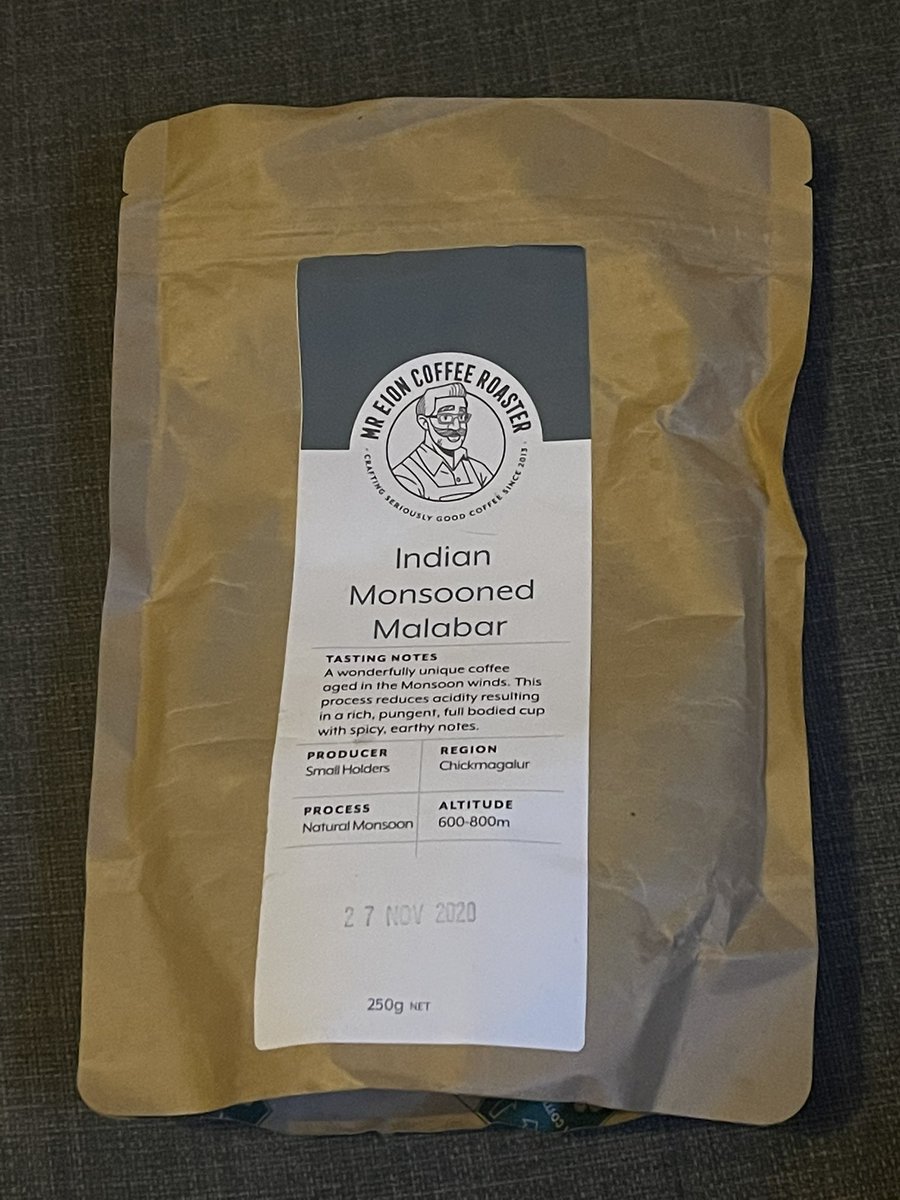 MR EION COFFEE ROASTER
· CRAFTING SERIOUSLY GOOD COFFEE SINCE 2013 ·
Indian
Monsooned
Malabar
TASTING NOTES
A wonderfully unique coffee
aged in the Monsoon winds. This
process reduces acidity resulting
in a rich, pungent, full bodied cup
with spicy, earthy notes.
PRODUCER
Small Holders
REGION
Chickmagalur
PROCESS
Natural Monsoon
ALTITUDE
600-800m
27 NOV 2020
250g NET